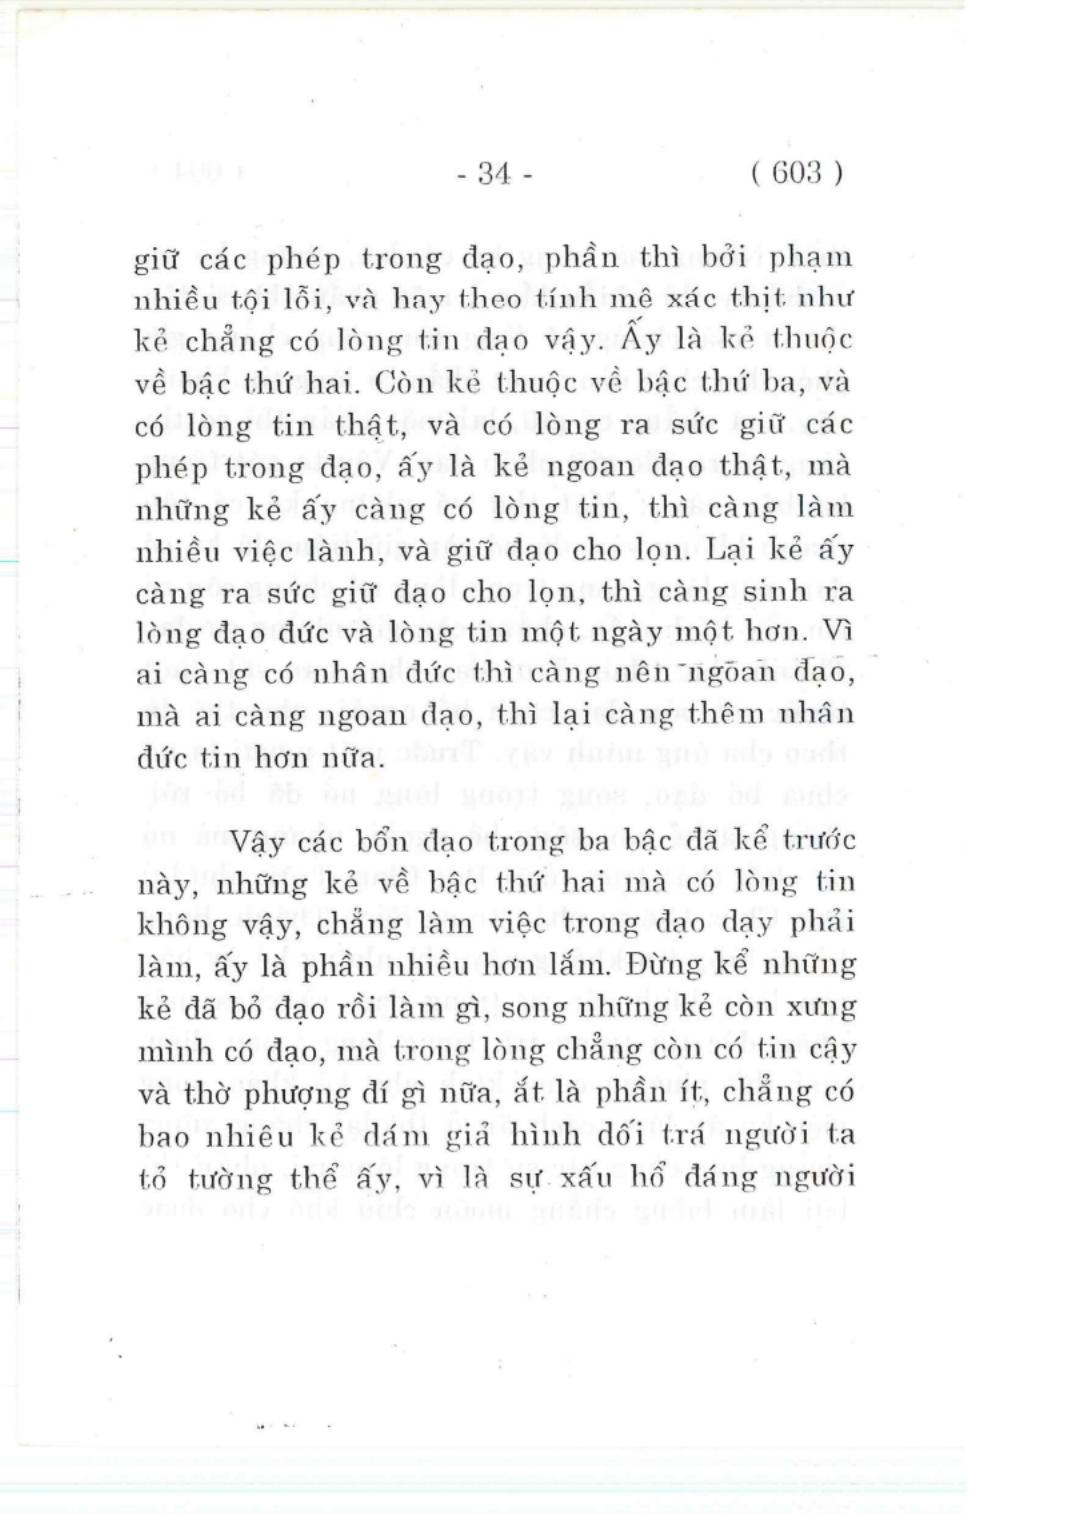 - 34 - ( 603 )
giữ các phép trong đạo, phần thì bởi phạm
nhiều tội lỗi, và hay theo tính mê xác thịt như
kẻ chẳng có lòng tin đạo vậy. Ấy là kẻ thuộc
về bậc thứ hai. Còn kẻ thuộc về bậc thứ ba, và
có lòng tin thật, và có lòng ra sức giữ các
phép trong đạo, ấy là kẻ ngoan đạo thật, mà
những kẻ ấy càng có lòng tin, thì càng làm
nhiều việc lành, và giữ đạo cho lọn. Lại kẻ ấy
càng ra sức giữ đạo cho lọn, thì càng sinh ra
lòng đạo đức và lòng tin một ngày một hơn. Vì
ai càng có nhân đức thì càng nên ngoan đạo,
mà ai càng ngoan đạo, thì lại càng thêm nhân
đức tin hơn nữa.
Vậy các bổn đạo trong ba bậc đã kể trước
này, những kẻ về bậc thứ hai mà có lòng tin
không vậy, chẳng làm việc trong đạo dạy phải
làm, ấy là phần nhiều hơn lắm. Đừng kể những
kẻ đã bỏ đạo rồi làm gì, song những kẻ còn xưng
mình có đạo, mà trong lòng chẳng còn có tin cậy
và thờ phượng đí gì nữa, ắt là phần ít, chẳng có
bao nhiêu kẻ dám giả hình dối trá người ta
tỏ tường thể ấy, vì là sự xấu hổ đáng người